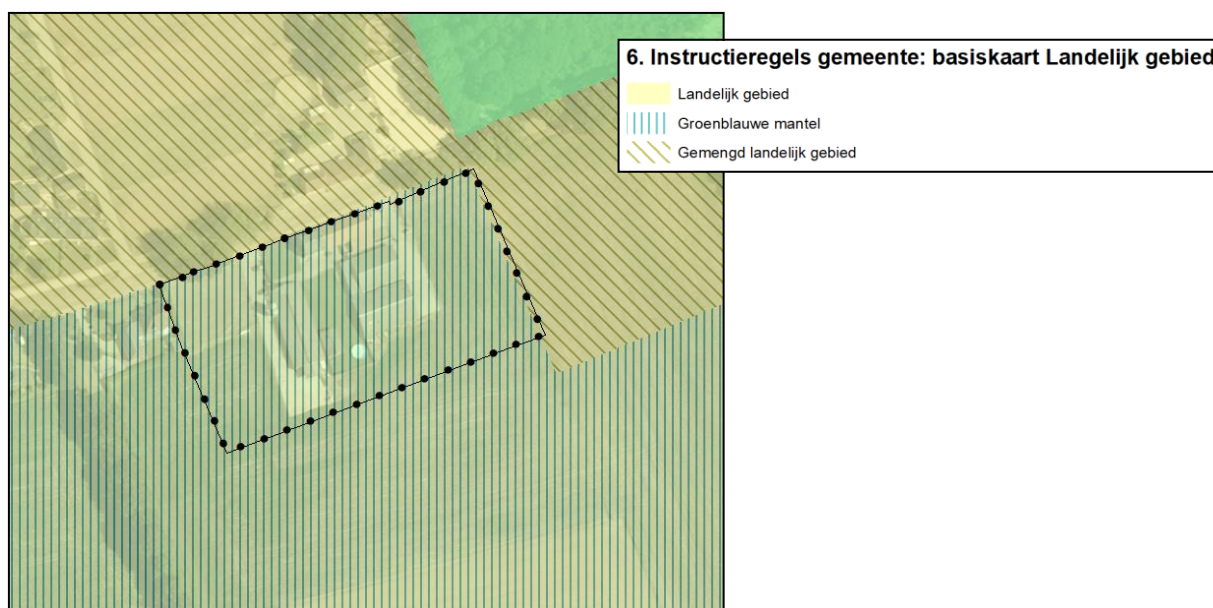 6. Instructieregels gemeente: basiskaart Landelijk gebied
Landelijk gebied
Groenblauwe mantel
Gemengd landelijk gebied